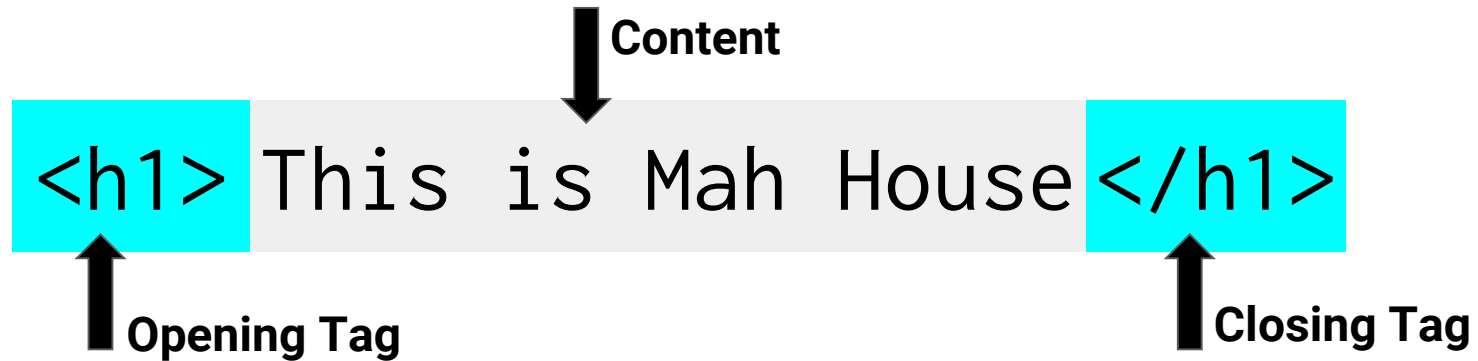 Content
<h1> This is Mah House </h1>
Opening Tag
Closing Tag